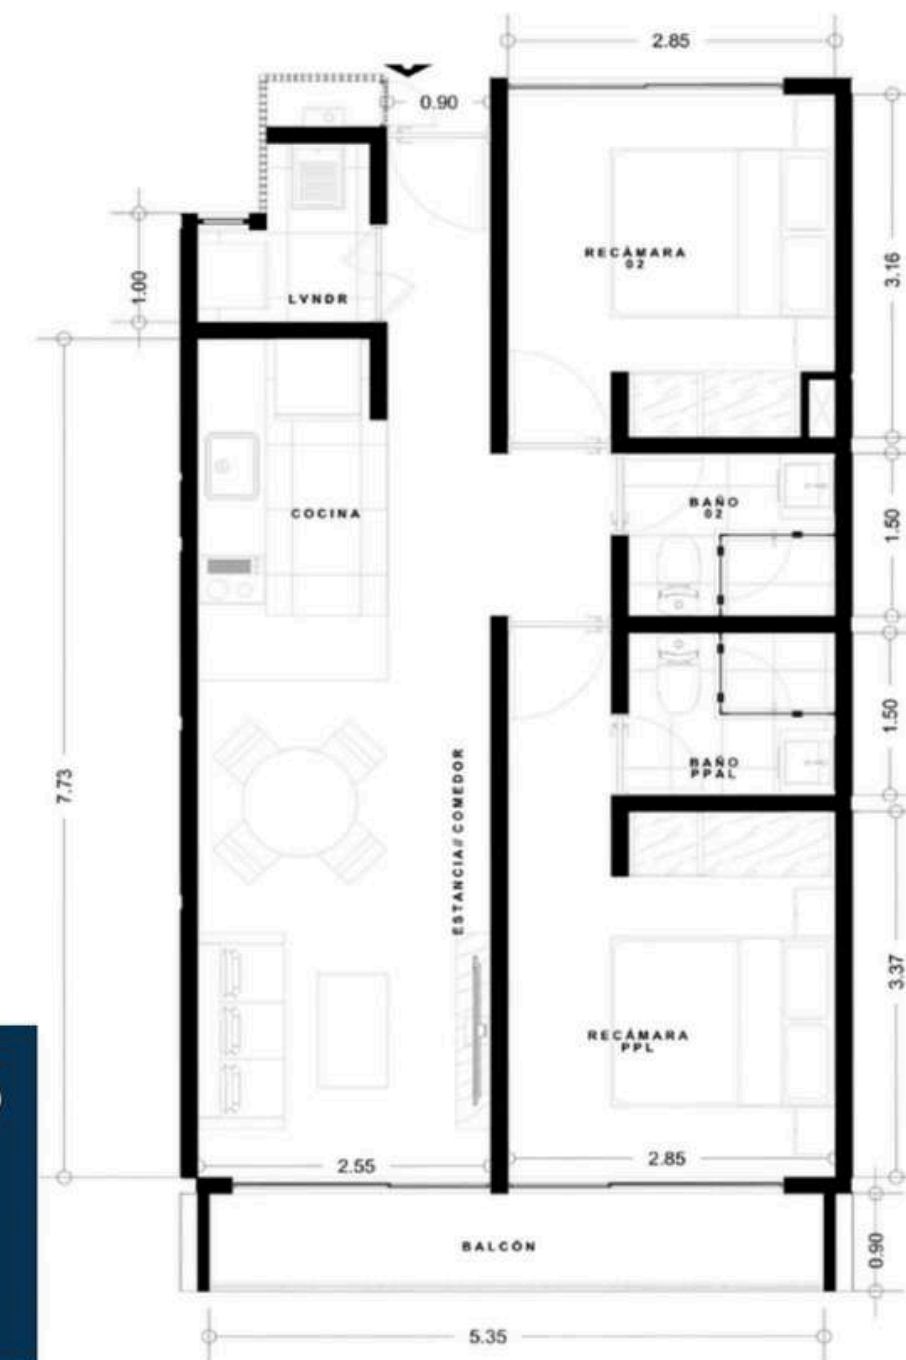 2.85
0.90
RECÁMARA
02
3.16
1.00
LVNDR
COCINA
BAÑO
02
1.50
1.50
BAÑO
PPAL
7.73
ESTANCIA//COMEDOR
3.37
RECÁMARA
PPL
2.55
2.85
BALCÓN
0.90
5.35